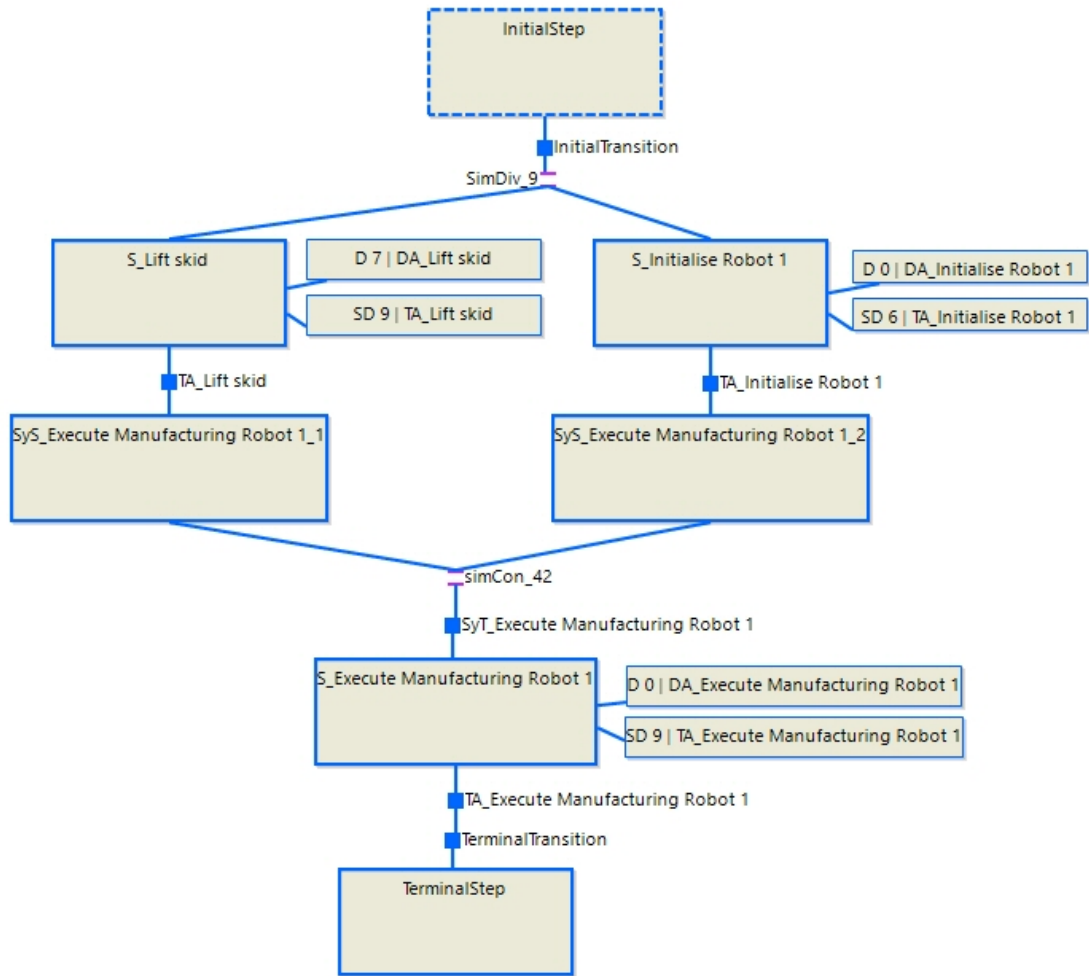 InitialStep
InitialTransition
SimDiv_9
S_Lift skid
D 7 | DA_Lift skid
SD 9 | TA_Lift skid
S_Initialise Robot 1
D 0 | DA_Initialise Robot 1
SD 6 | TA_Initialise Robot 1
TA_Lift skid
TA_Initialise Robot 1
SyS_Execute Manufacturing Robot 1_1
SyS_Execute Manufacturing Robot 1_2
simCon_42
SyT_Execute Manufacturing Robot 1
S_Execute Manufacturing Robot 1
D 0 | DA_Execute Manufacturing Robot 1
SD 9 | TA_Execute Manufacturing Robot 1
TA_Execute Manufacturing Robot 1
TerminalTransition
TerminalStep